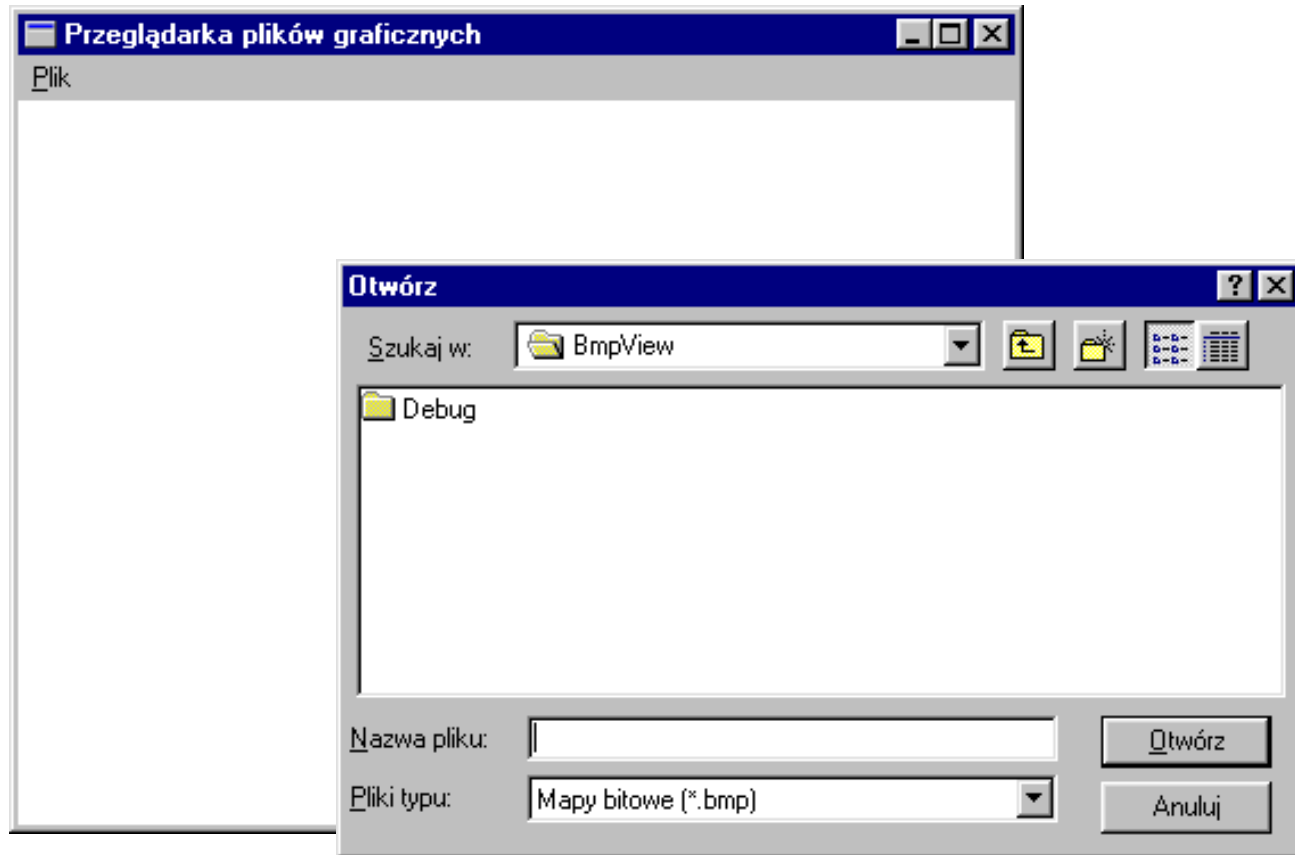 Przeglądarka plików graficznych
Plik
Otwórz
Szukaj w: BmpView
Debug
Nazwa pliku: Otwórz
Pliki typu: Mapy bitowe (*.bmp) Anuluj